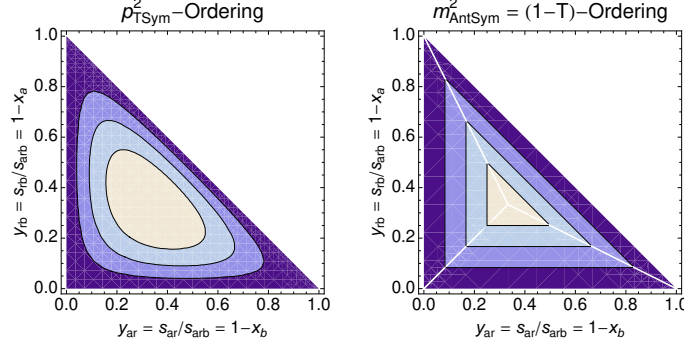 p²TSym−Ordering
m²AntSym = (1−T)−Ordering
1.0
0.8
0.6
0.4
0.2
0.0
yrb = srb/sarb = 1−xa
0.0 0.2 0.4 0.6 0.8 1.0
yar = sar/sarb = 1−xb
1.0
0.8
0.6
0.4
0.2
0.0
yrb = srb/sarb = 1−xa
0.0 0.2 0.4 0.6 0.8 1.0
yar = sar/sarb = 1−xb